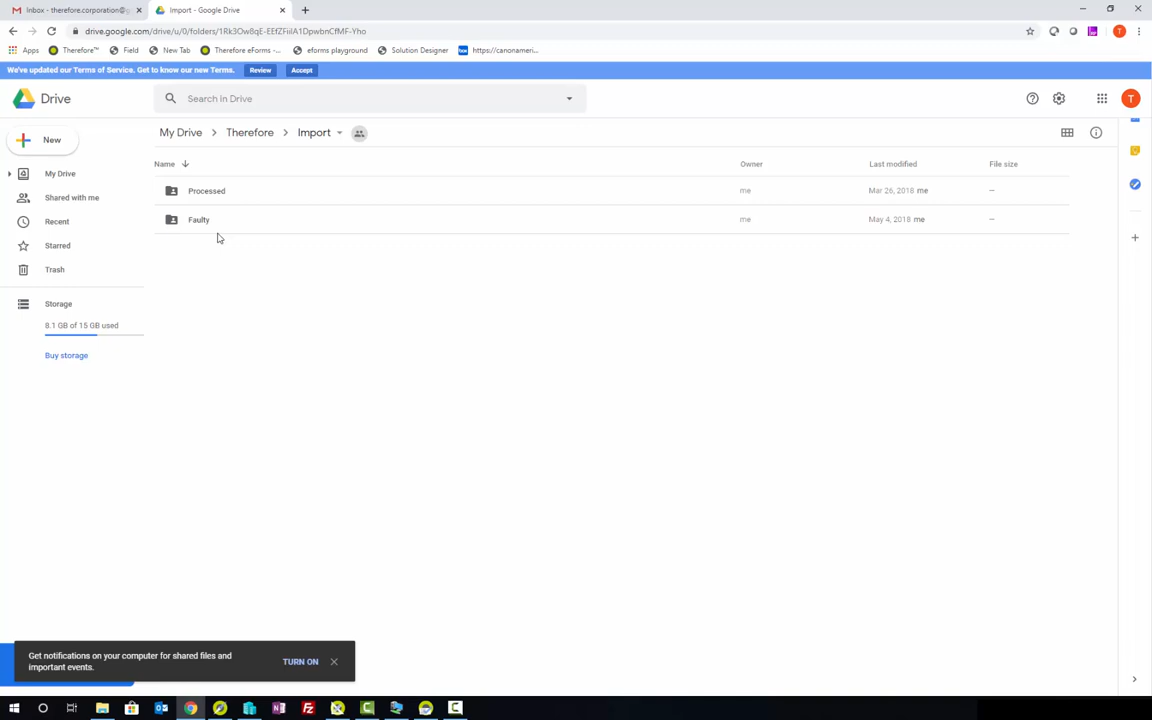 Inbox - therefore.corporation@g
Import - Google Drive
drive.google.com/drive/u/0/folders/1Rk3Ow8qE-EEfZFiilA1DpwbnCfMF-Yho
Apps Therefore™ Field New Tab Therefore eForms -... eforms playground Solution Designer https://canonameri...
We've updated our Terms of Service. Get to know our new Terms. Review Accept
Drive
Search in Drive
T
New
My Drive > Therefore > Import
Name Owner Last modified File size
Processed me Mar 26, 2018 me –
Faulty me May 4, 2018 me –
My Drive
Shared with me
Recent
Starred
Trash
Storage
8.1 GB of 15 GB used
Buy storage
Get notifications on your computer for shared files and
important events.
TURN ON